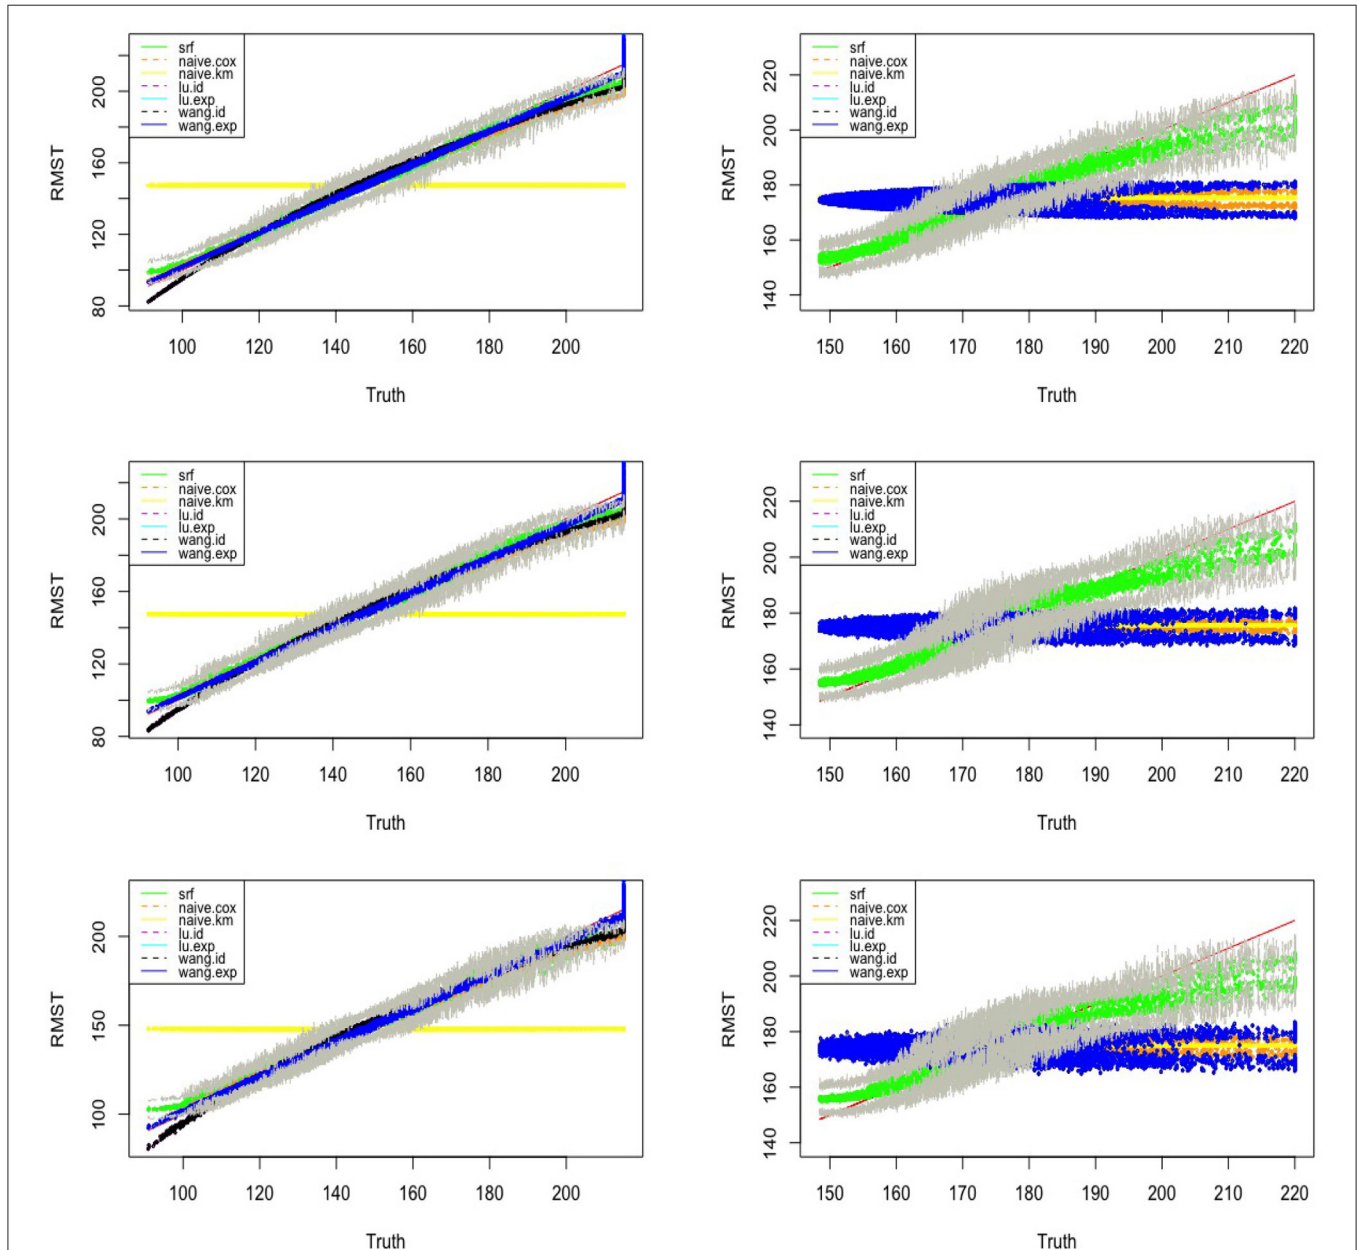 srf
naive.cox
naive.km
lu.id
lu.exp
wang.id
wang.exp
RMST
80
120
160
200
100 120 140 160 180 200
Truth
srf
naive.cox
naive.km
lu.id
lu.exp
wang.id
wang.exp
RMST
140
160
180
200
220
150 160 170 180 190 200 210 220
Truth
srf
naive.cox
naive.km
lu.id
lu.exp
wang.id
wang.exp
RMST
80
120
160
200
100 120 140 160 180 200
Truth
srf
naive.cox
naive.km
lu.id
lu.exp
wang.id
wang.exp
RMST
140
160
180
200
220
150 160 170 180 190 200 210 220
Truth
srf
naive.cox
naive.km
lu.id
lu.exp
wang.id
wang.exp
RMST
100
150
200
100 120 140 160 180 200
Truth
srf
naive.cox
naive.km
lu.id
lu.exp
wang.id
wang.exp
RMST
140
160
180
200
220
150 160 170 180 190 200 210 220
Truth